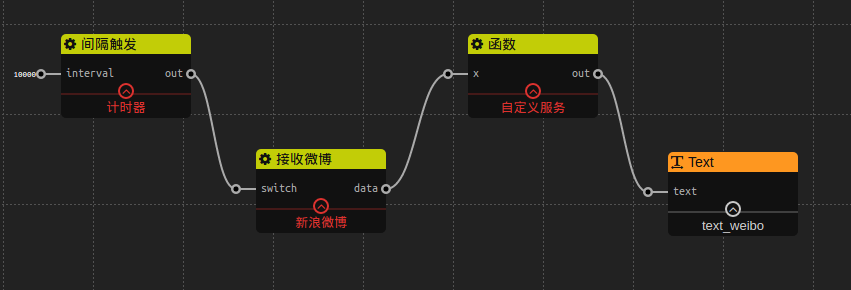 间隔触发
10000
interval
out
计时器
接收微博
switch
data
新浪微博
函数
x
out
自定义服务
Text
text
text_weibo